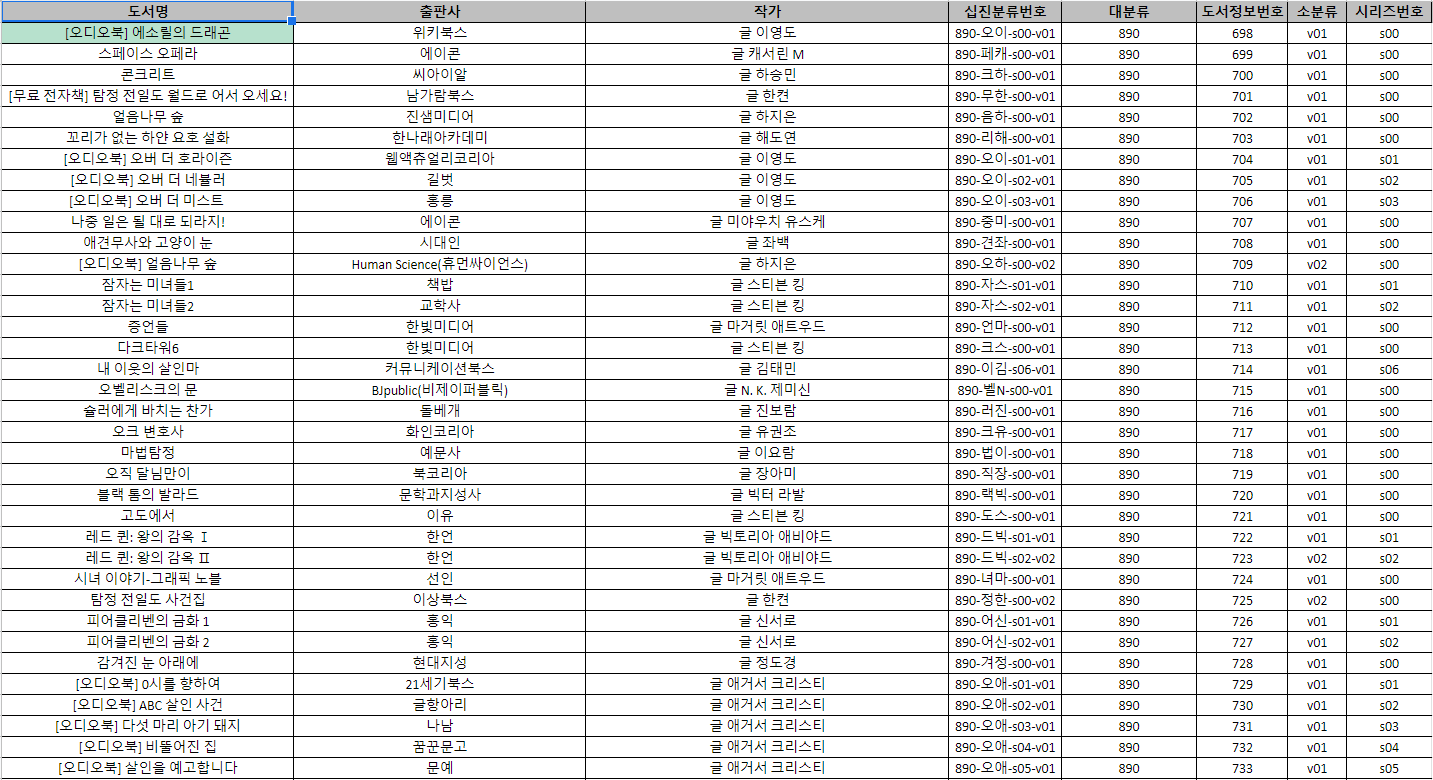 도서명 출판사 작가 십진분류번호 대분류 도서정보번호 소분류 시리즈번호
[오디오북] 에소릴의 드래곤 위키북스 글 이영도 890-오이-s00-v01 890 698 v01 s00
스페이스 오페라 에이콘 글 캐서린 M 890-페캐-s00-v01 890 699 v01 s00
콘크리트 씨아이알 글 하승민 890-크하-s00-v01 890 700 v01 s00
[무료 전자책] 탐정 전일도 월드로 어서 오세요! 남가람북스 글 한켠 890-무한-s00-v01 890 701 v01 s00
얼음나무 숲 진샘미디어 글 하지은 890-음하-s00-v01 890 702 v01 s00
꼬리가 없는 하얀 요호 설화 한나래아카데미 글 해도연 890-리해-s00-v01 890 703 v01 s00
[오디오북] 오버 더 호라이즌 웰액쥬얼리코리아 글 이영도 890-오이-s01-v01 890 704 v01 s01
[오디오북] 오버 더 네뷸러 길벗 글 이영도 890-오이-s02-v01 890 705 v01 s02
[오디오북] 오버 더 미스트 홍릉 글 이영도 890-오이-s03-v01 890 706 v01 s03
나중 일은 될 대로 되라지! 에이콘 글 미야우치 유스케 890-중미-s00-v01 890 707 v01 s00
애견무사와 고양이 눈 시대인 글 좌백 890-견좌-s00-v01 890 708 v01 s00
[오디오북] 얼음나무 숲 Human Science(휴먼싸이언스) 글 하지은 890-오하-s00-v02 890 709 v02 s00
잠자는 미녀들1 책밥 글 스티븐 킹 890-자스-s01-v01 890 710 v01 s01
잠자는 미녀들2 교학사 글 스티븐 킹 890-자스-s02-v01 890 711 v01 s02
증언들 한빛미디어 글 마거릿 애트우드 890-언마-s00-v01 890 712 v01 s00
다크타워6 한빛미디어 글 스티븐 킹 890-크스-s00-v01 890 713 v01 s00
내 이웃의 살인마 커뮤니케이션북스 글 김태민 890-이김-s06-v01 890 714 v01 s06
오벨리스크의 문 BJpublic(비제이퍼블릭) 글 N. K. 제미신 890-벨N-s00-v01 890 715 v01 s00
슐러에게 바치는 찬가 돌베개 글 진보람 890-러진-s00-v01 890 716 v01 s00
오크 변호사 화인코리아 글 유권조 890-크유-s00-v01 890 717 v01 s00
마법탐정 예문사 글 이요람 890-법이-s00-v01 890 718 v01 s00
오직 달님만이 북코리아 글 장아미 890-직장-s00-v01 890 719 v01 s00
블랙 톰의 발라드 문학과지성사 글 빅터 라발 890-랙빅-s00-v01 890 720 v01 s00
고도에서 이유 글 스티븐 킹 890-도스-s00-v01 890 721 v01 s00
레드 퀸: 왕의 감옥 Ⅰ 한언 글 빅토리아 애비야드 890-드빅-s01-v01 890 722 v01 s01
레드 퀸: 왕의 감옥 Ⅱ 한언 글 빅토리아 애비야드 890-드빅-s02-v02 890 723 v02 s02
시녀 이야기-그래픽 노블 선인 글 마거릿 애트우드 890-녀마-s00-v01 890 724 v01 s00
탐정 전일도 사건집 이상북스 글 한켠 890-정한-s00-v02 890 725 v02 s00
피어클리벤의 금화 1 홍익 글 신서로 890-어신-s01-v01 890 726 v01 s01
피어클리벤의 금화 2 홍익 글 신서로 890-어신-s02-v01 890 727 v01 s02
감겨진 눈 아래에 현대지성 글 정도경 890-겨정-s00-v01 890 728 v01 s00
[오디오북] 0시를 향하여 21세기북스 글 애거서 크리스티 890-오애-s01-v01 890 729 v01 s01
[오디오북] ABC 살인 사건 글항아리 글 애거서 크리스티 890-오애-s02-v01 890 730 v01 s02
[오디오북] 다섯 마리 아기 돼지 나남 글 애거서 크리스티 890-오애-s03-v01 890 731 v01 s03
[오디오북] 비뚤어진 집 꿈꾼문고 글 애거서 크리스티 890-오애-s04-v01 890 732 v01 s04
[오디오북] 살인을 예고합니다 문예 글 애거서 크리스티 890-오애-s05-v01 890 733 v01 s05